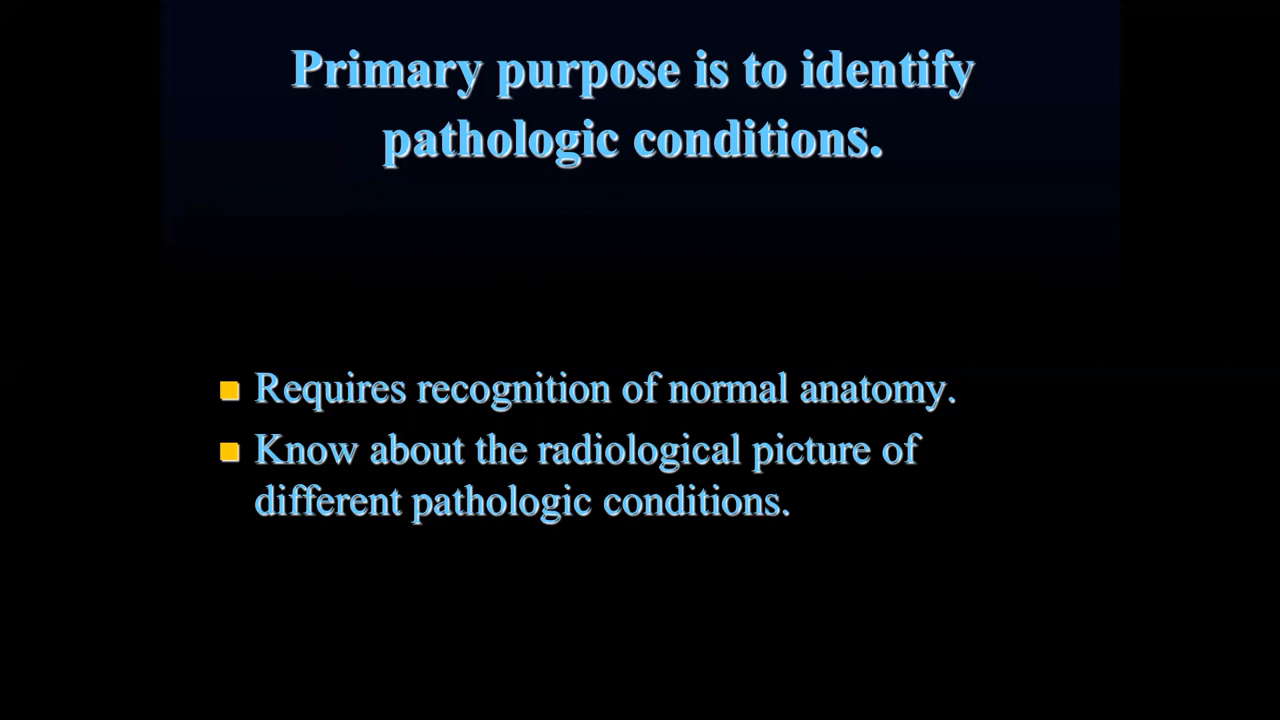 Primary purpose is to identify
pathologic conditions.
Requires recognition of normal anatomy.
Know about the radiological picture of
different pathologic conditions.